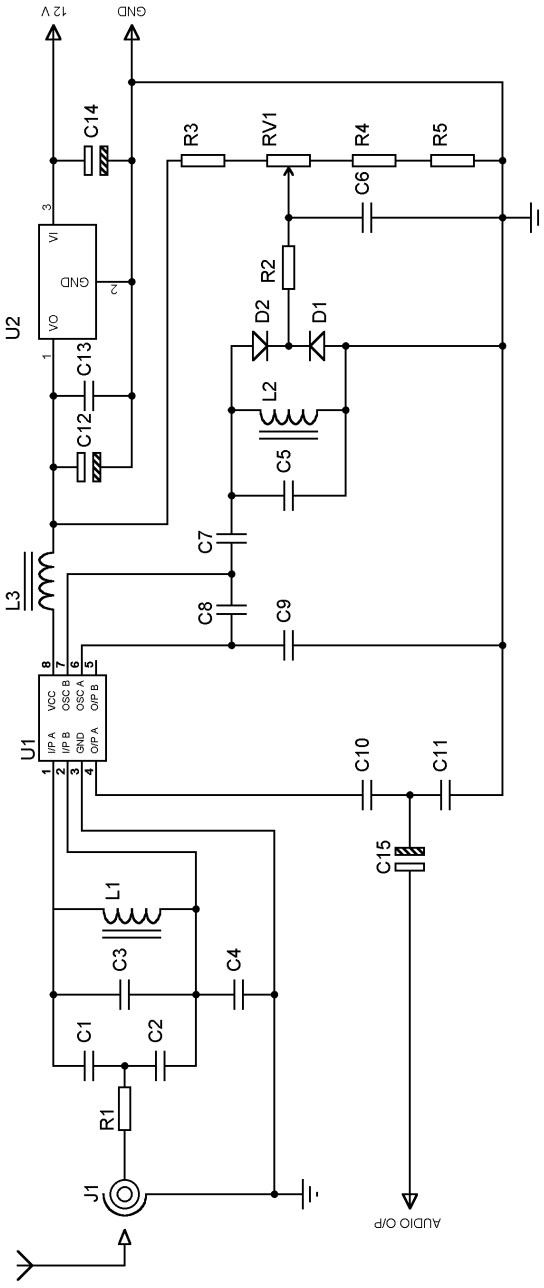 12 V
GND
C14
3
VI
U2
GND
2
VO
1
C13
C12
R3
RV1
R4
R5
C6
R2
D2
D1
L2
C5
C7
L3
C8
C9
8
7
6
5
VCC
OSC B
OSC A
O/P B
U1
I/P A
I/P B
GND
O/P A
1
2
3
4
C10
C11
C15
L1
C3
C4
C1
C2
R1
J1
AUDIO O/P